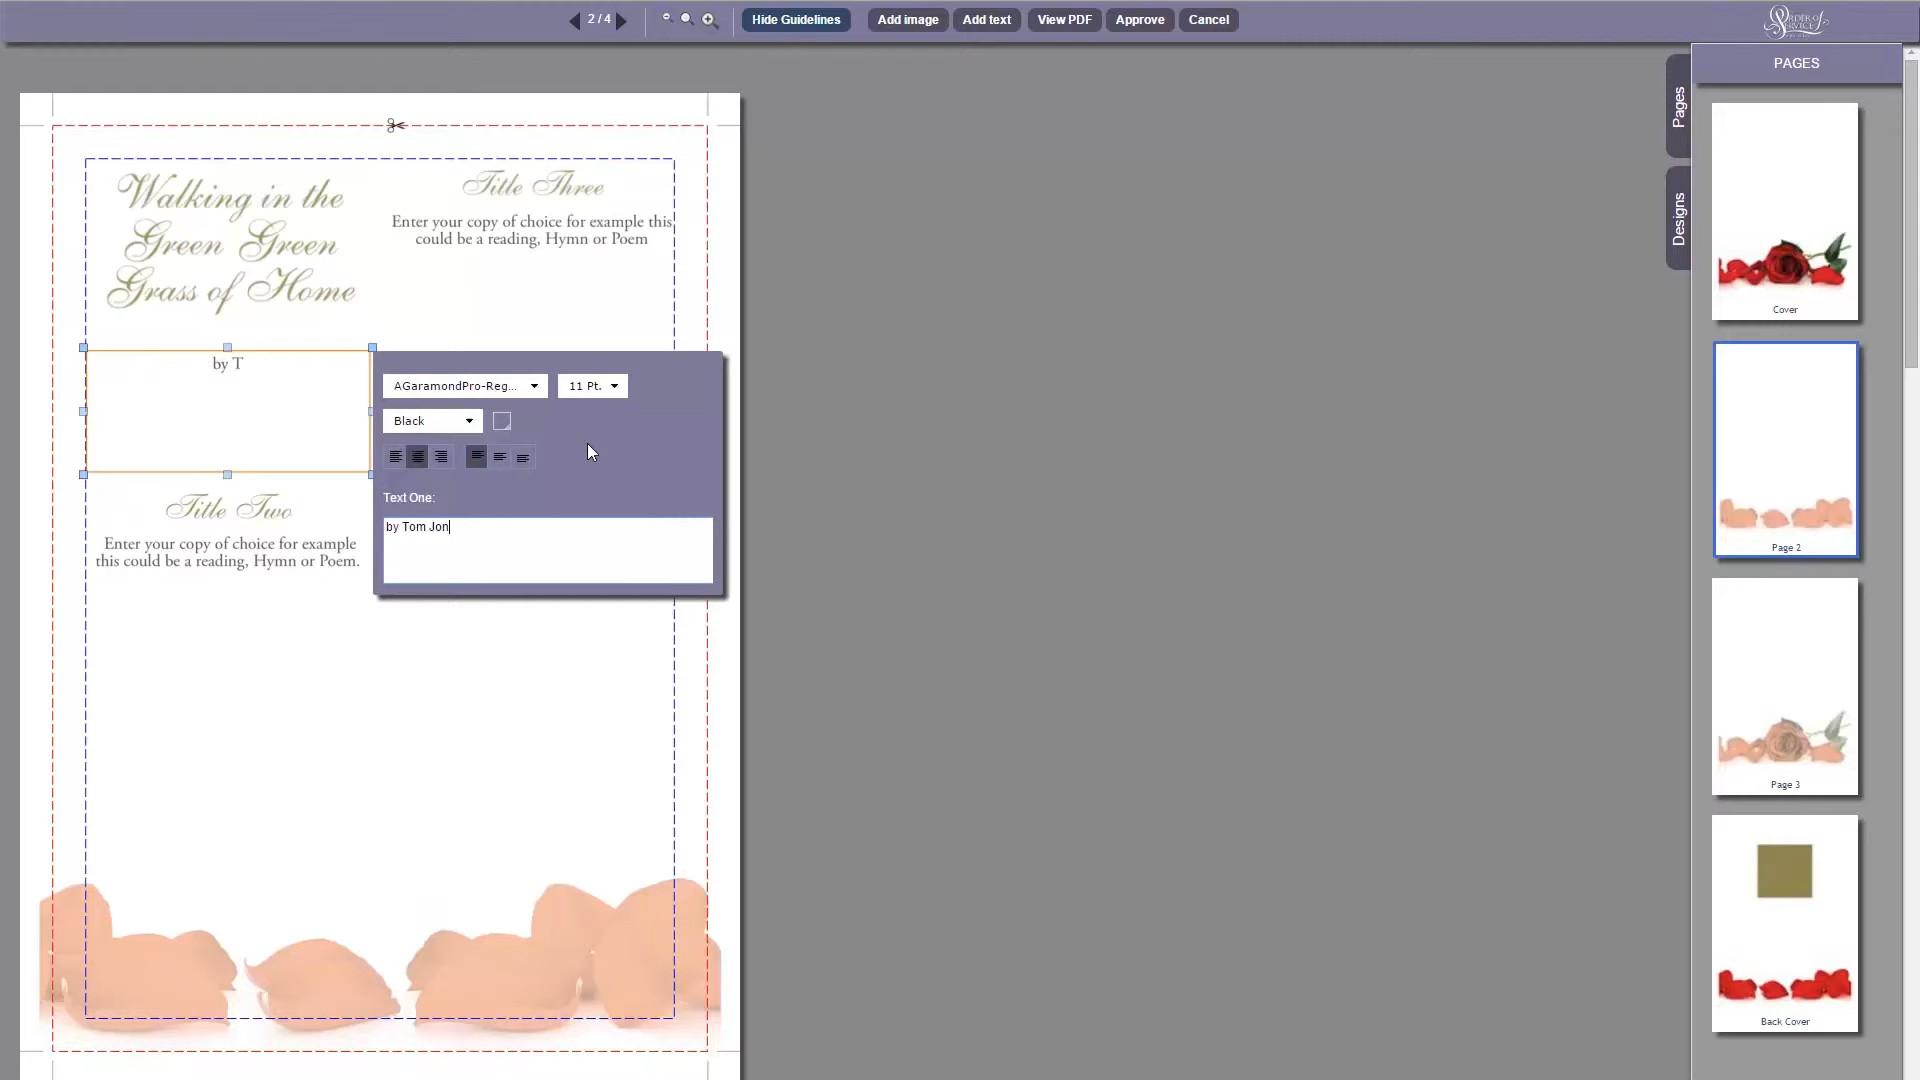 2 / 4
Hide Guidelines
Add image
Add text
View PDF
Approve
Cancel
ORDER OF
SERVICE
PAGES
Pages
Designs
Walking in the
Green Green
Grass of Home
Title Three
Enter your copy of choice for example this
could be a reading, Hymn or Poem
by T
AGaramondPro-Reg...
11 Pt.
Black
Text One:
by Tom Jon
Title Two
Enter your copy of choice for example
this could be a reading, Hymn or Poem.
Cover
Page 2
Page 3
Back Cover